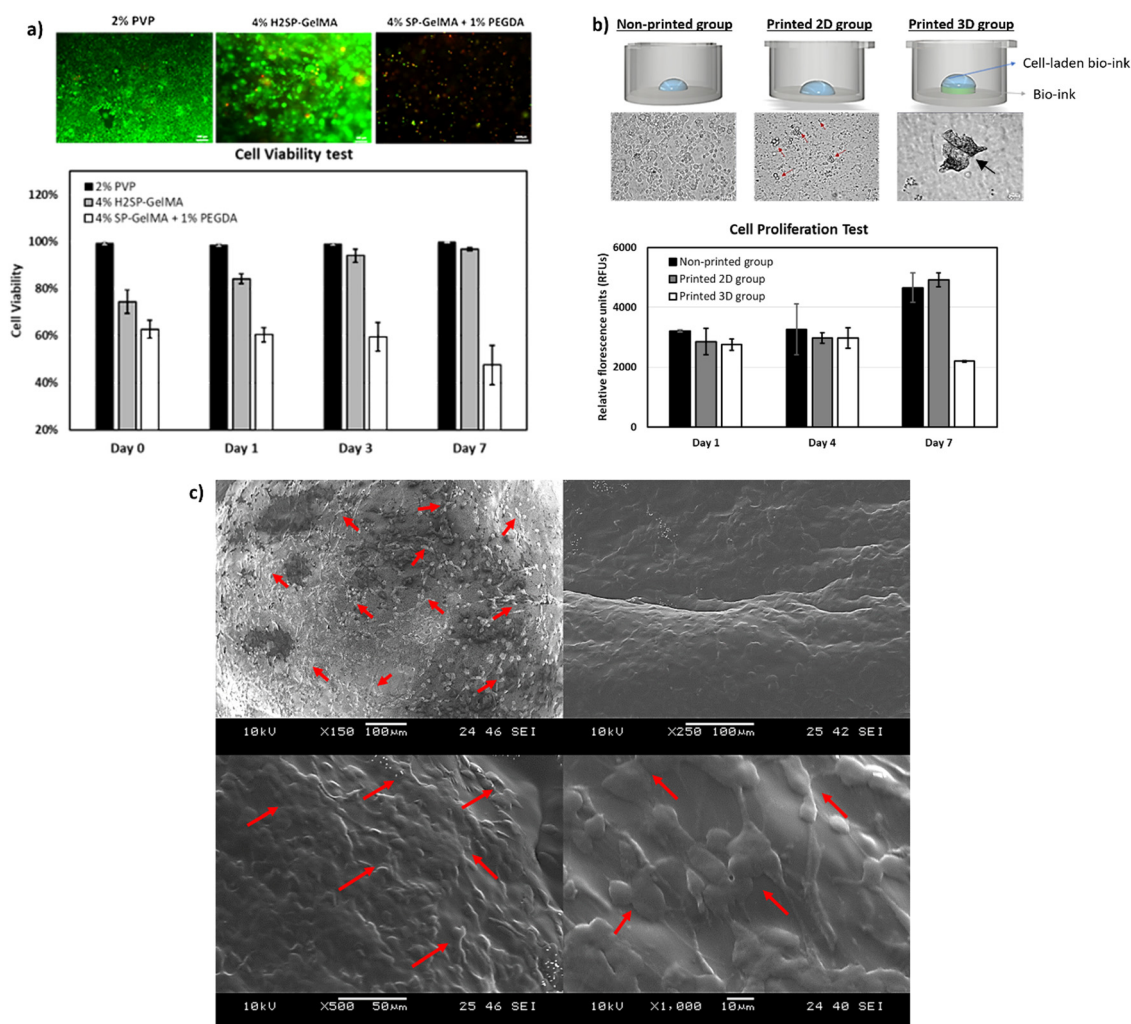 a)
2% PVP
4% H2SP-GelMA
4% SP-GelMA + 1% PEGDA
Cell Viability test
120%
100%
80%
60%
40%
20%
Cell Viability
2% PVP
4% H2SP-GelMA
4% SP-GelMA + 1% PEGDA
Day 0
Day 1
Day 3
Day 7
b)
Non-printed group
Printed 2D group
Printed 3D group
Cell-laden bio-ink
Bio-ink
Cell Proliferation Test
6000
4000
2000
0
Relative florescence units (RFUs)
Non-printed group
Printed 2D group
Printed 3D group
Day 1
Day 4
Day 7
c)
10kV X150 100µm 24 46 SEI
10kV X250 100µm 25 42 SEI
10kV X500 50µm 25 46 SEI
10kV X1,000 10µm 24 40 SEI